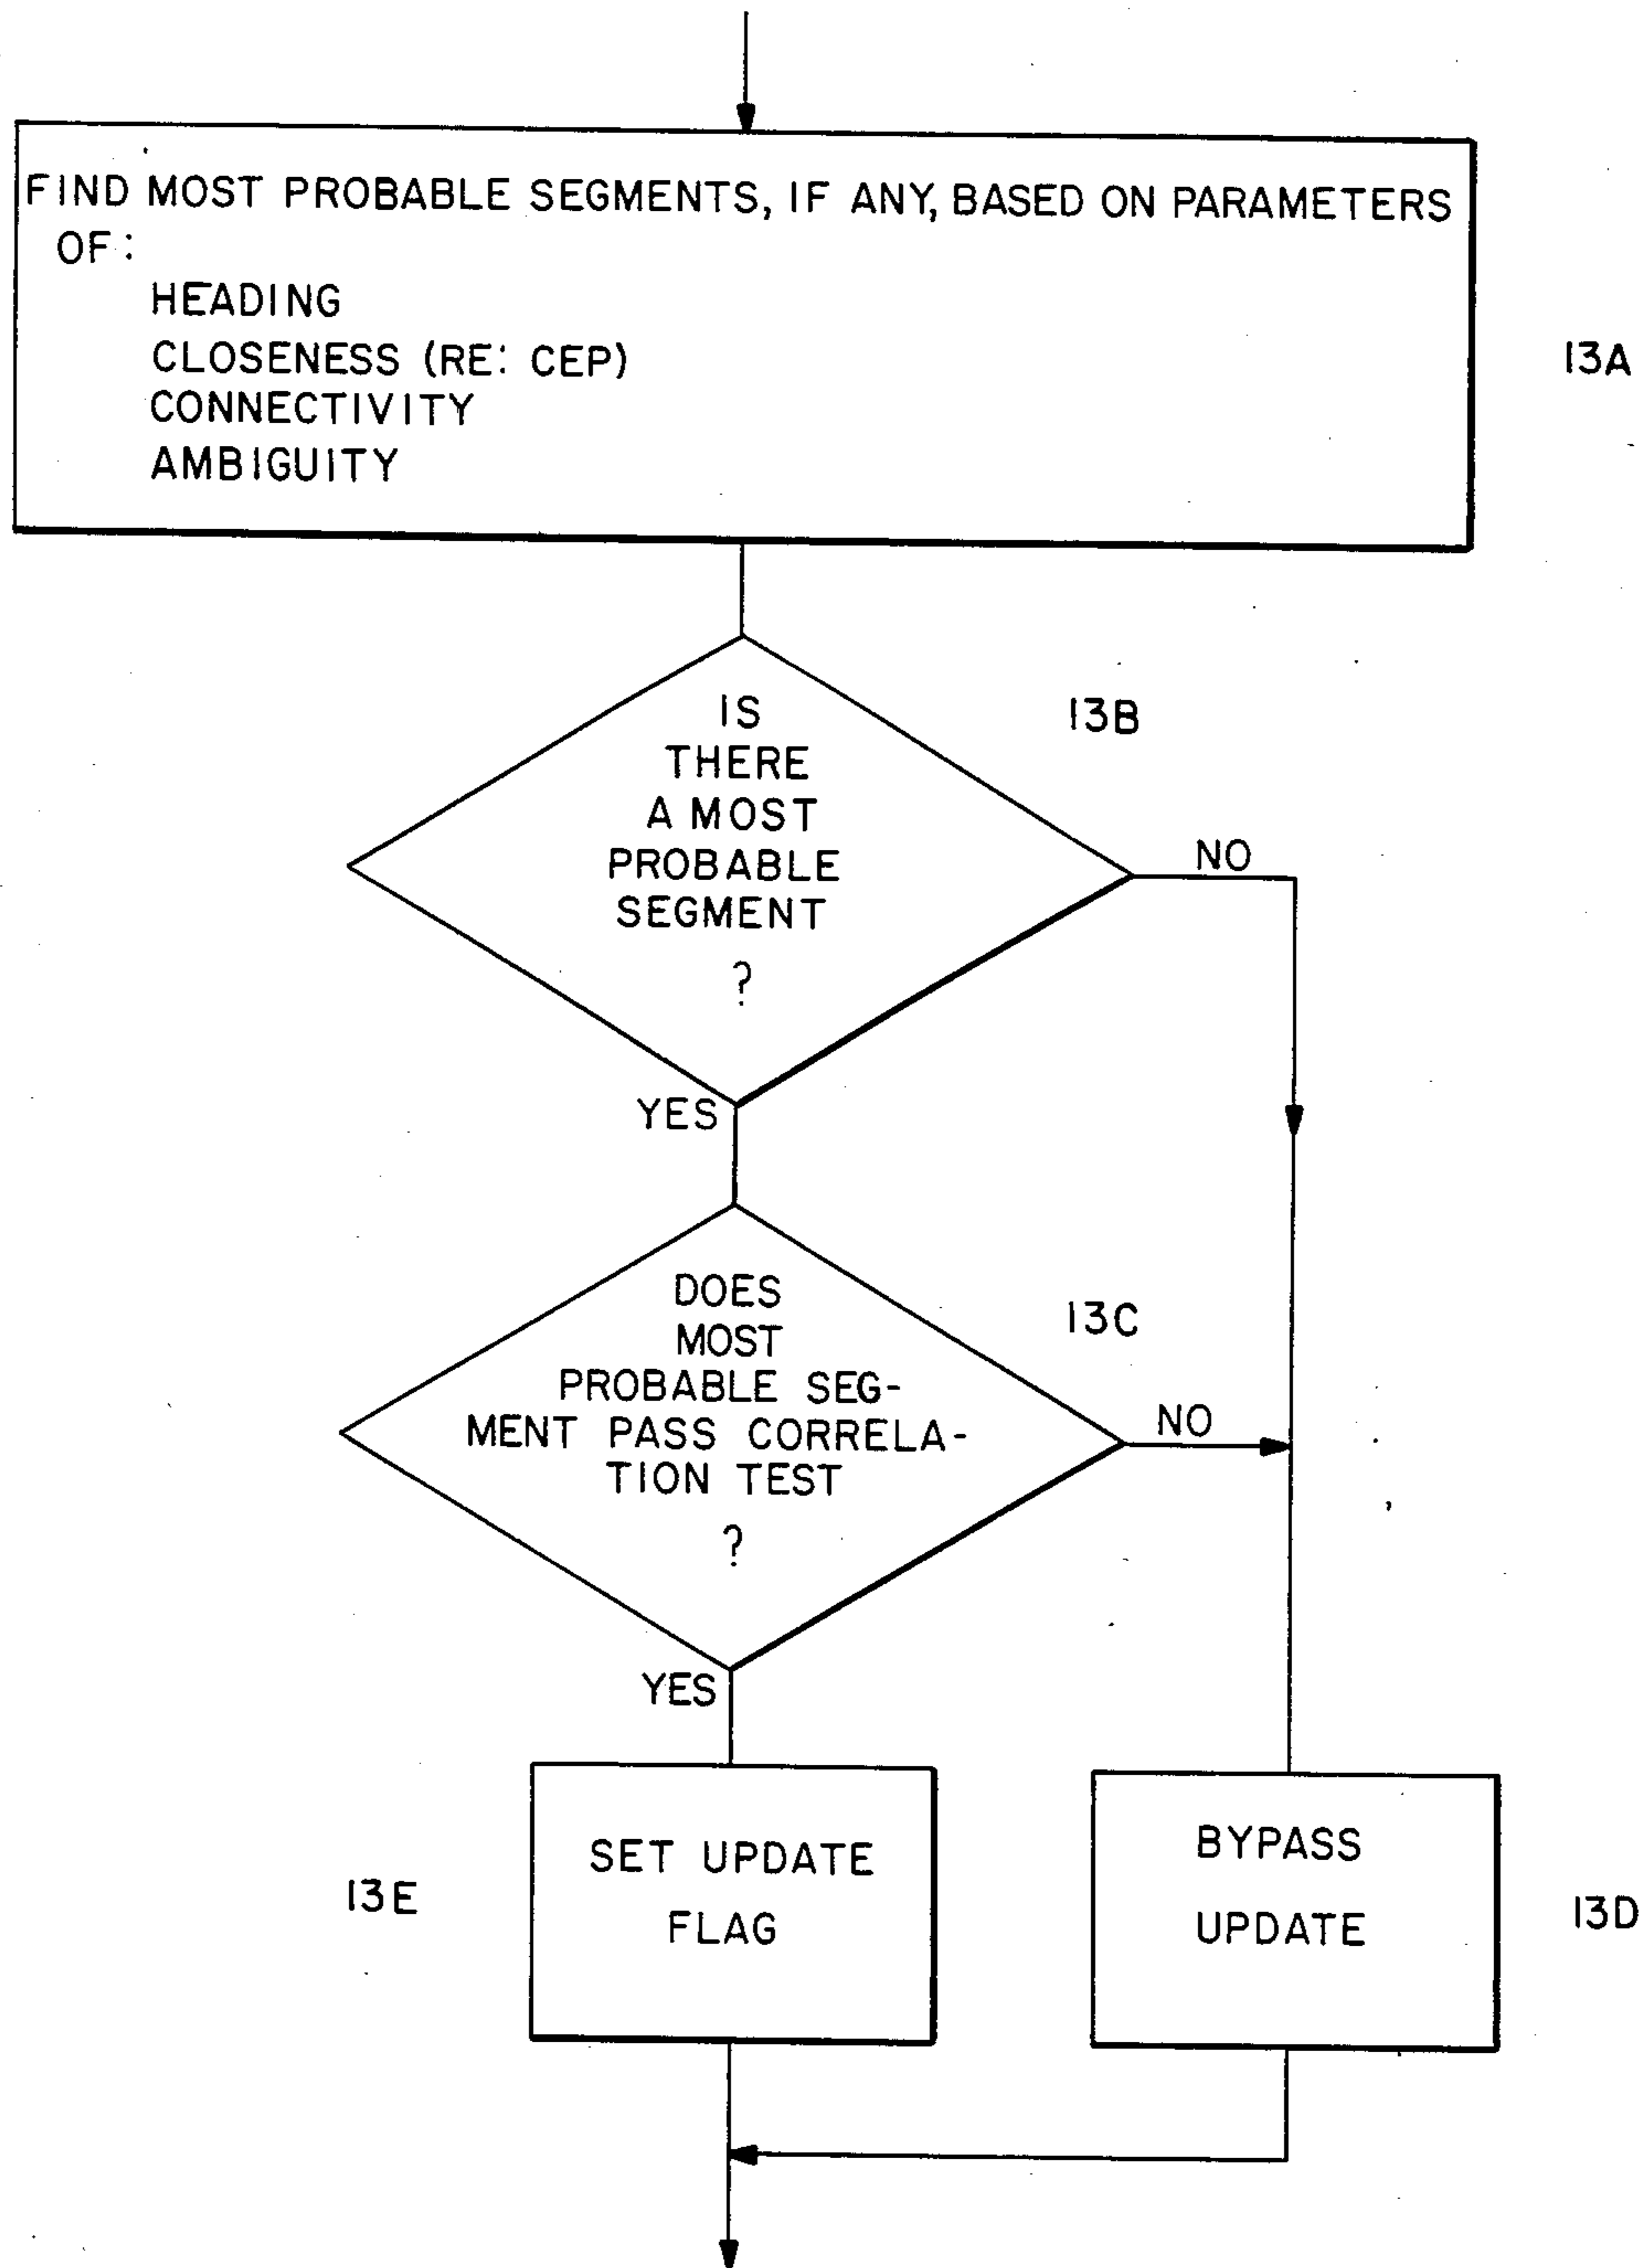 FIND MOST PROBABLE SEGMENTS, IF ANY, BASED ON PARAMETERS
OF:
HEADING
CLOSENESS (RE: CEP)
CONNECTIVITY
AMBIGUITY
13A
IS
THERE
A MOST
PROBABLE
SEGMENT
?
13B
NO
YES
DOES
MOST
PROBABLE SEG-
MENT PASS CORRELA-
TION TEST
?
13C
NO
YES
SET UPDATE
FLAG
13E
BYPASS
UPDATE
13D